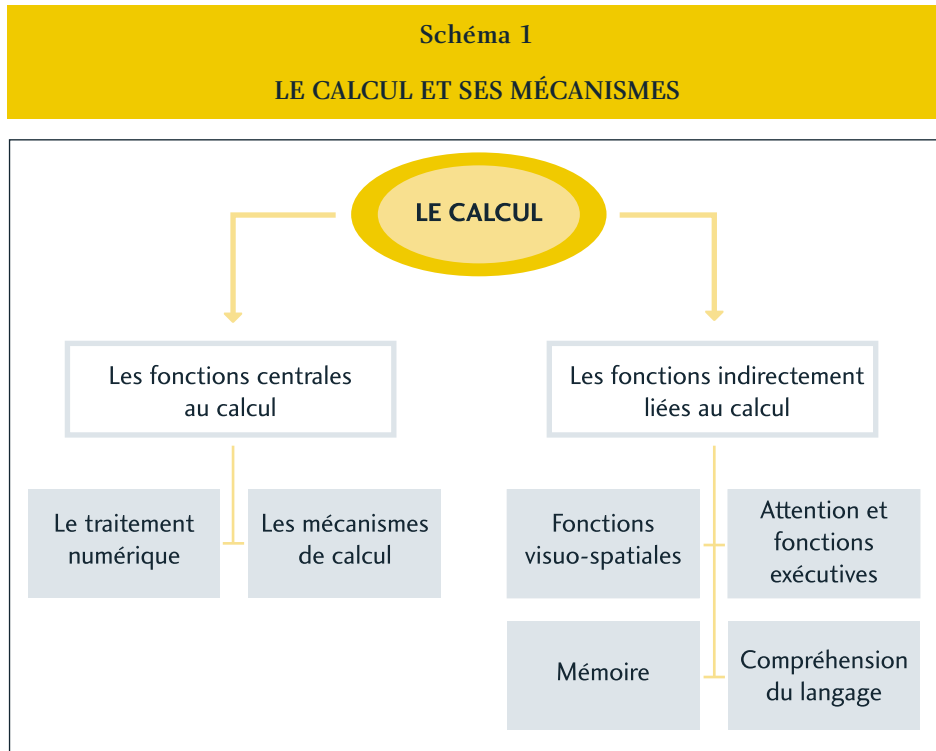 Schéma 1
LE CALCUL ET SES MÉCANISMES
LE CALCUL
Les fonctions centrales
au calcul
Les fonctions indirectement
liées au calcul
Le traitement
numérique
Les mécanismes
de calcul
Fonctions
visuo-spatiales
Attention et
fonctions
exécutives
Mémoire
Compréhension
du langage